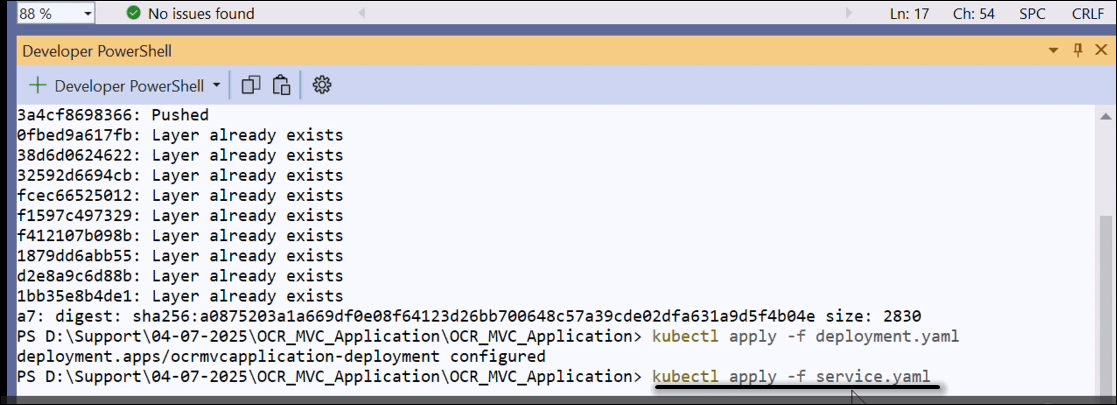 88 % No issues found Ln: 17 Ch: 54 SPC CRLF
Developer PowerShell
Developer PowerShell
3a4cf8698366: Pushed
0fbed9a617fb: Layer already exists
38d6d0624622: Layer already exists
32592d6694cb: Layer already exists
fcec66525012: Layer already exists
f1597c497329: Layer already exists
f412107b098b: Layer already exists
1879dd6abb55: Layer already exists
d2e8a9c6d88b: Layer already exists
1bb35e8b4de1: Layer already exists
a7: digest: sha256:a0875203a1a669df0e08f64123d26bb700648c57a39cde02dfa631a9d5f4b04e size: 2830
PS D:\Support\04-07-2025\OCR_MVC_Application\OCR_MVC_Application> kubectl apply -f deployment.yaml
deployment.apps/ocrmvcapplication-deployment configured
PS D:\Support\04-07-2025\OCR_MVC_Application\OCR_MVC_Application> kubectl apply -f service.yaml